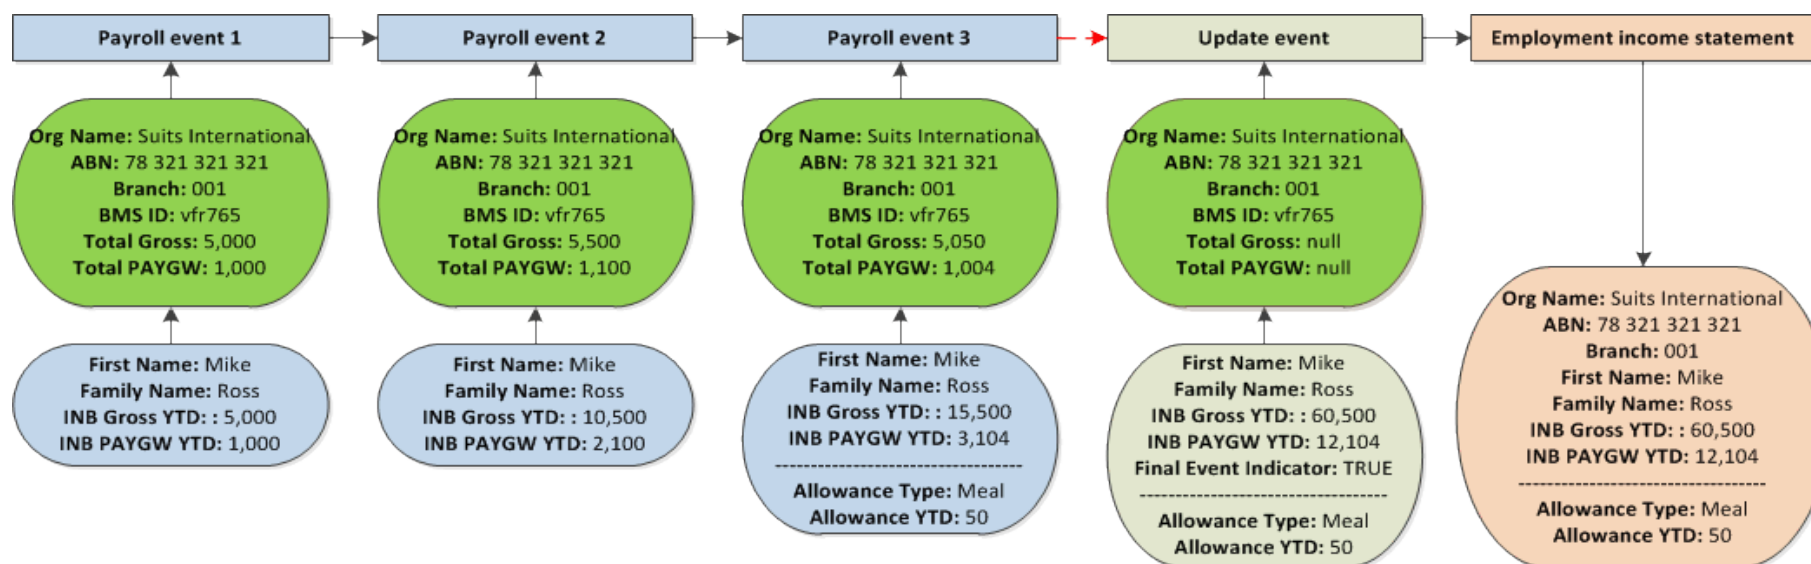 Payroll event 1
Payroll event 2
Payroll event 3
Update event
Employment income statement
Org Name: Suits International
ABN: 78 321 321 321
Branch: 001
BMS ID: vfr765
Total Gross: 5,000
Total PAYGW: 1,000
First Name: Mike
Family Name: Ross
INB Gross YTD: : 5,000
INB PAYGW YTD: 1,000
Org Name: Suits International
ABN: 78 321 321 321
Branch: 001
BMS ID: vfr765
Total Gross: 5,500
Total PAYGW: 1,100
First Name: Mike
Family Name: Ross
INB Gross YTD: : 10,500
INB PAYGW YTD: 2,100
Org Name: Suits International
ABN: 78 321 321 321
Branch: 001
BMS ID: vfr765
Total Gross: 5,050
Total PAYGW: 1,004
First Name: Mike
Family Name: Ross
INB Gross YTD: : 15,500
INB PAYGW YTD: 3,104
-----------------------------------
Allowance Type: Meal
Allowance YTD: 50
Org Name: Suits International
ABN: 78 321 321 321
Branch: 001
BMS ID: vfr765
Total Gross: null
Total PAYGW: null
First Name: Mike
Family Name: Ross
INB Gross YTD: : 60,500
INB PAYGW YTD: 12,104
Final Event Indicator: TRUE
-----------------------------------
Allowance Type: Meal
Allowance YTD: 50
Org Name: Suits International
ABN: 78 321 321 321
Branch: 001
First Name: Mike
Family Name: Ross
INB Gross YTD: : 60,500
INB PAYGW YTD: 12,104
-----------------------------------
Allowance Type: Meal
Allowance YTD: 50